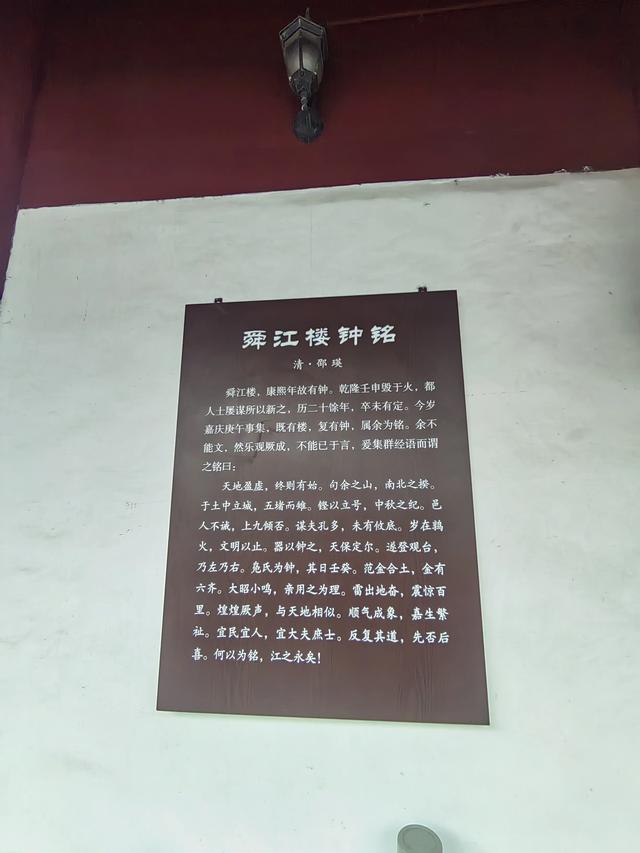 舜江楼钟铭
清·邵瑛
舜江楼，康熙年故有钟。乾隆壬申毁于火，都
人士屡谋所以新之，历二十馀年，卒未有定。今岁
嘉庆庚午事集，既有楼，复有钟，属余为铭。余不
能文，然乐观厥成，不能已于言，爰集群经语而谓
之铭曰：
天地盈虚，终则有始。句余之山，南北之揆。
于土中立城，五堵而雉。铿以立号，中秋之纪。邑
人不诫，上九倾否。谋夫孔多，未有攸底。岁在鹑
火，文明以止。器以钟之，天保定尔。遂登观台，
乃左乃右。凫氏为钟，其日壬癸。范金合土，金有
六齐。大昭小鸣，亲用之为理。雷出地奋，震惊百
里。煌煌厥声，与天地相似。顺气成象，嘉生繁
祉。宜民宜人，宜大夫庶士。反复其道，先否后
喜。何以为铭，江之永矣！